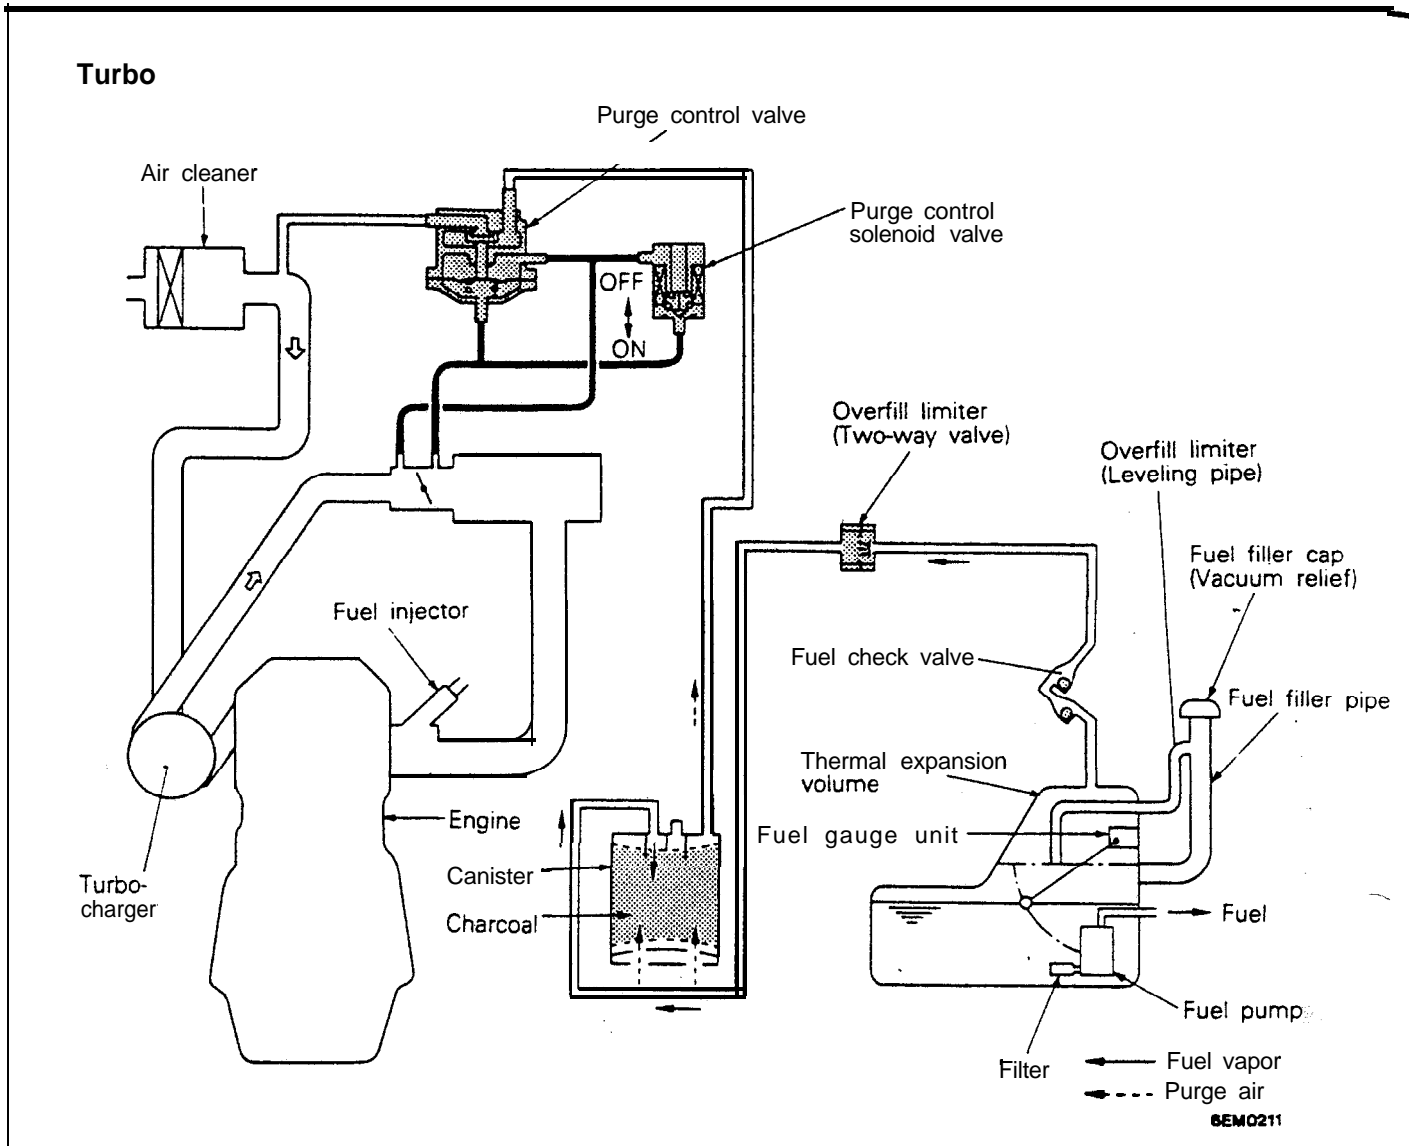 Turbo
Purge control valve
Air cleaner
Purge control
solenoid valve
OFF
ON
Overfill limiter
(Two-way valve)
Overfill limiter
(Leveling pipe)
Fuel filler cap
(Vacuum relief)
Fuel injector
Fuel check valve
Fuel filler pipe
Thermal expansion
volume
Engine
Fuel gauge unit
Canister
Turbo-
charger
Charcoal
Fuel
Fuel pump
Filter
Fuel vapor
Purge air
6EM0211